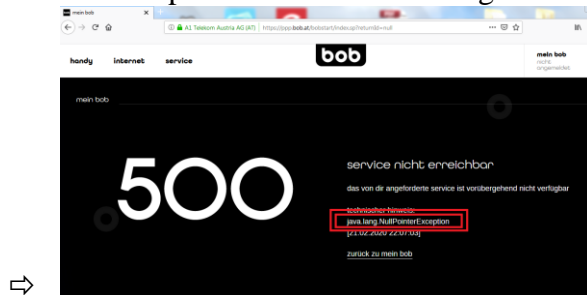 mein bob
A1 Telekom Austria AG (AT) https://ppp.bob.at/bobstart/index.sp?returnId=null
handy internet service bob mein bob
nicht
angemeldet
mein bob
500
service nicht erreichbar
das von dir angeforderte service ist vorübergehend nicht verfügbar
technischer hinweis:
java.lang.NullPointerException
[21.02.2020 22:07:03]
zurück zu mein bob